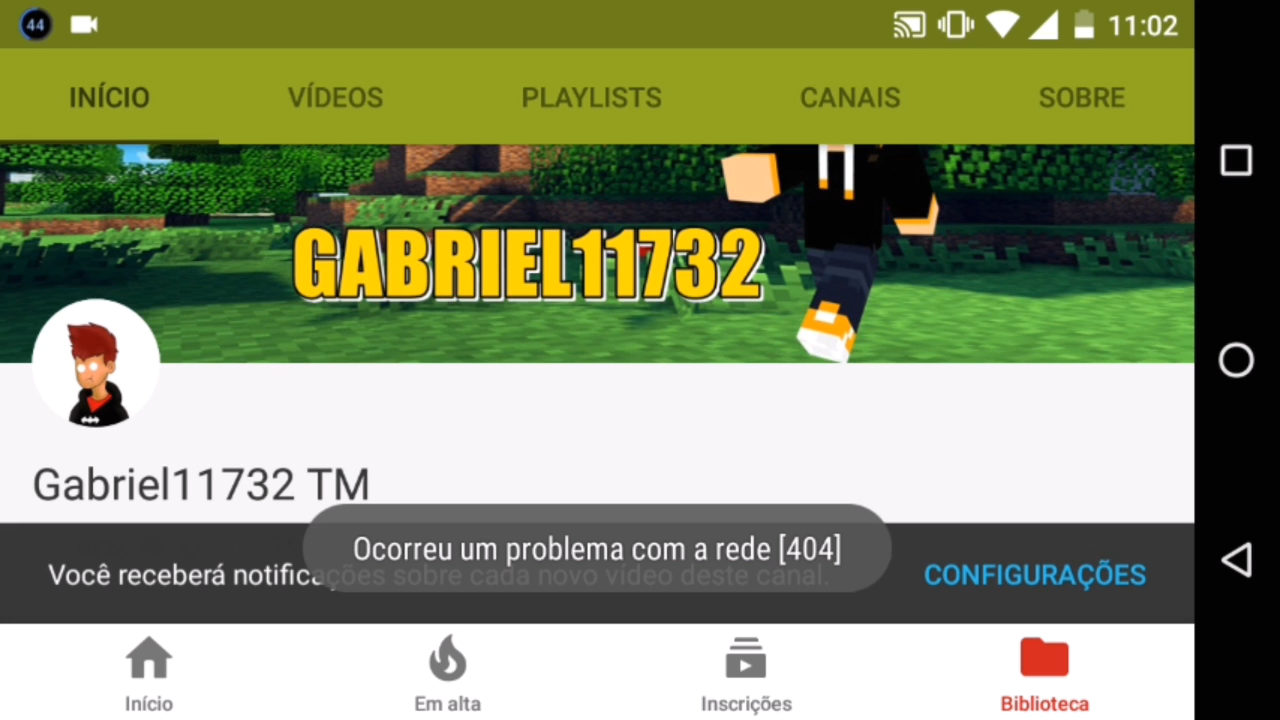 44
11:02
INÍCIO
VÍDEOS
PLAYLISTS
CANAIS
SOBRE
GABRIEL11732
Gabriel11732 TM
Ocorreu um problema com a rede [404]
Você receberá notificações sobre cada novo vídeo deste canal.
CONFIGURAÇÕES
Início
Em alta
Inscrições
Biblioteca